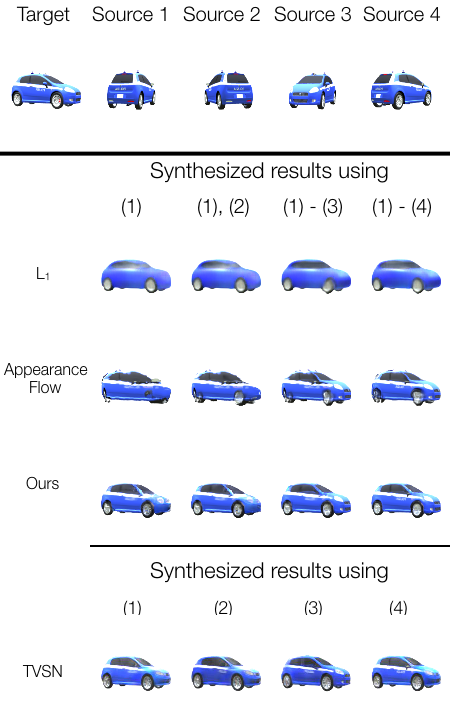 Target Source 1 Source 2 Source 3 Source 4
Synthesized results using
(1) (1), (2) (1) - (3) (1) - (4)
L₁
Appearance
Flow
Ours
Synthesized results using
(1) (2) (3) (4)
TVSN